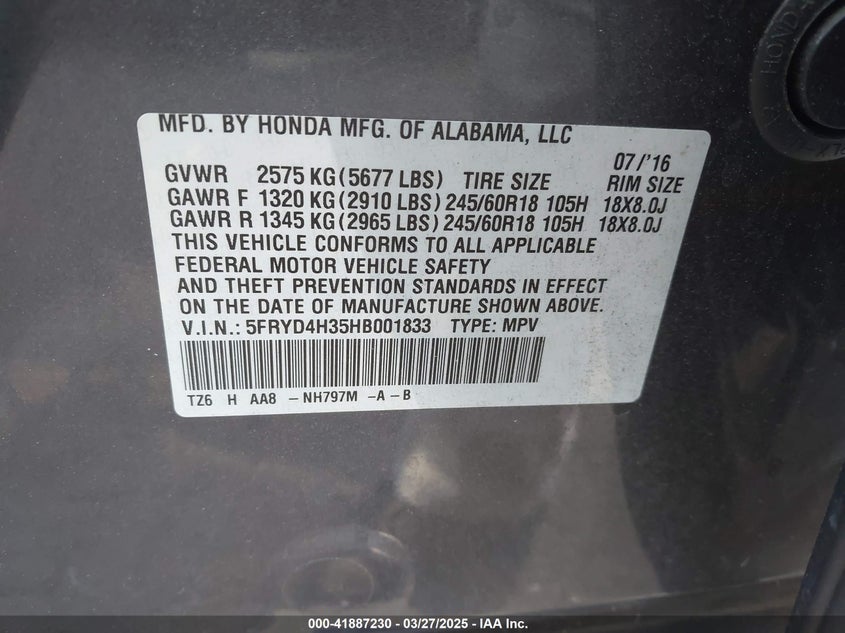 HONDA
MFD. BY HONDA MFG. OF ALABAMA, LLC
07/'16
GVWR 2575 KG (5677 LBS) TIRE SIZE RIM SIZE
GAWR F 1320 KG (2910 LBS) 245/60R18 105H 18X8.0J
GAWR R 1345 KG (2965 LBS) 245/60R18 105H 18X8.0J
THIS VEHICLE CONFORMS TO ALL APPLICABLE
FEDERAL MOTOR VEHICLE SAFETY
AND THEFT PREVENTION STANDARDS IN EFFECT
ON THE DATE OF MANUFACTURE SHOWN ABOVE.
V.I.N.: 5FRYD4H35HB001833 TYPE: MPV
TZ6 H AA8 - NH797M - A - B
000-41887230 - 03/27/2025 - IAA Inc.